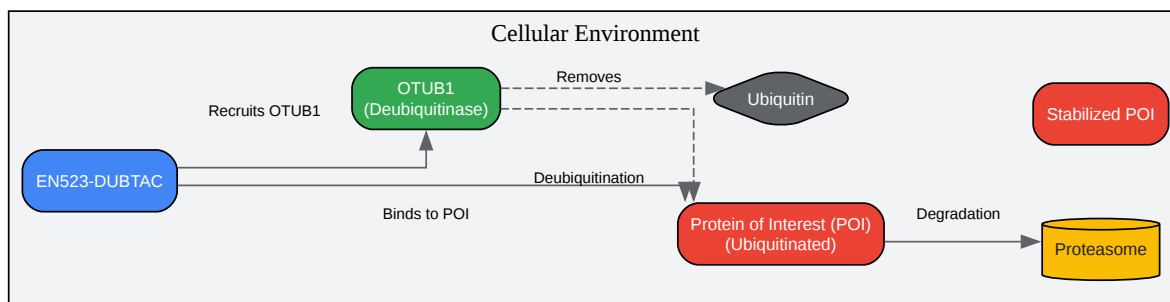 Cellular Environment
OTUB1
(Deubiquitinase)
Removes
Ubiquitin
Stabilized POI
Recruits OTUB1
EN523-DUBTAC
Deubiquitination
Binds to POI
Protein of Interest (POI)
(Ubiquitinated)
Degradation
Proteasome